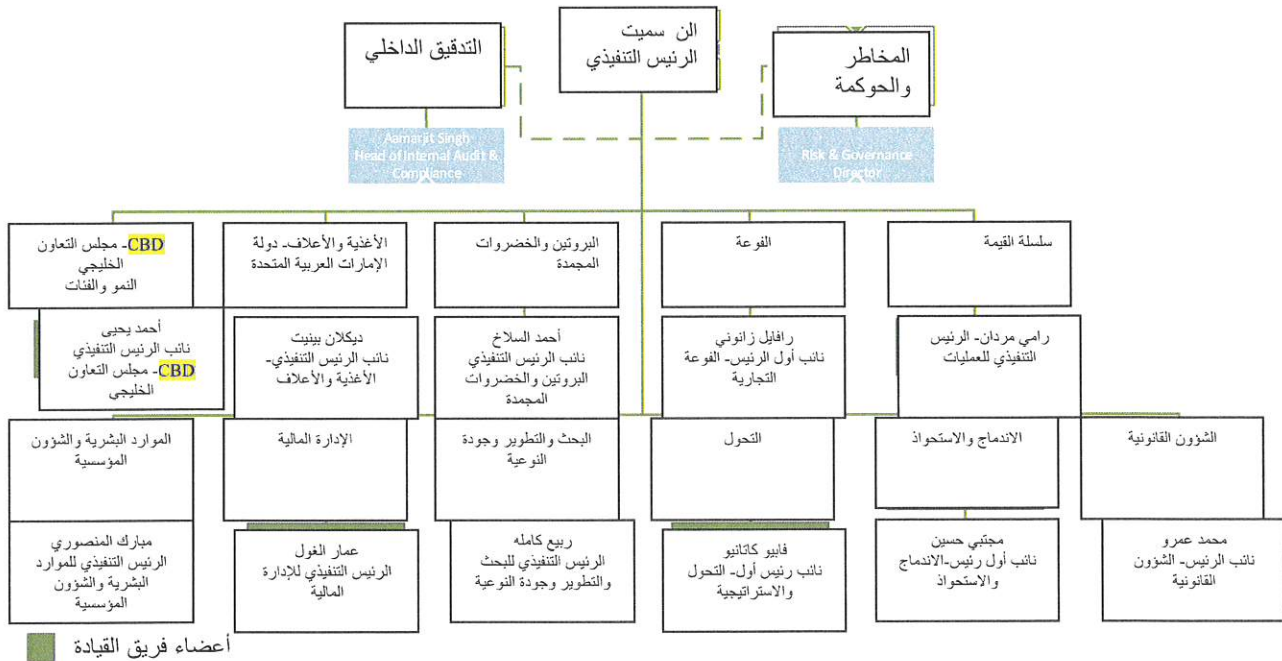 الن سميت
الرئيس التنفيذي
المخاطر
والحوكمة
التدقيق الداخلي
Risk & Governance
Director
Aamarjit Singh
Head of Internal Audit &
Compliance
سلسلة القيمة
الفوعة
البروتين والخضروات
المجمدة
الأغذية والأعلاف- دولة
الإمارات العربية المتحدة
CBD- مجلس التعاون
الخليجي
النمو والفئات
رامي مردان- الرئيس
التنفيذي للعمليات
رافايل زانوني
نائب أول الرئيس- الفوعة
التجارية
أحمد السلاخ
نائب الرئيس التنفيذي
البروتين والخضروات
المجمدة
ديكلان بينيت
نائب الرئيس التنفيذي-
الأغذية والأعلاف
أحمد يحيى
نائب الرئيس التنفيذي
CBD- مجلس التعاون
الخليجي
الشؤون القانونية
الاندماج والاستحواذ
التحول
البحث والتطوير وجودة
النوعية
الإدارة المالية
الموارد البشرية والشؤون
المؤسسية
محمد عمرو
نائب الرئيس- الشؤون
القانونية
مجتبي حسين
نائب أول رئيس-الاندماج
والاستحواذ
فابيو كاتانيو
نائب رئيس أول- التحول
والاستراتيجية
ربيع كامله
الرئيس التنفيذي للبحث
والتطوير وجودة النوعية
عمار الغول
الرئيس التنفيذي للإدارة
المالية
مبارك المنصوري
الرئيس التنفيذي للموارد
البشرية والشؤون
المؤسسية
أعضاء فريق القيادة